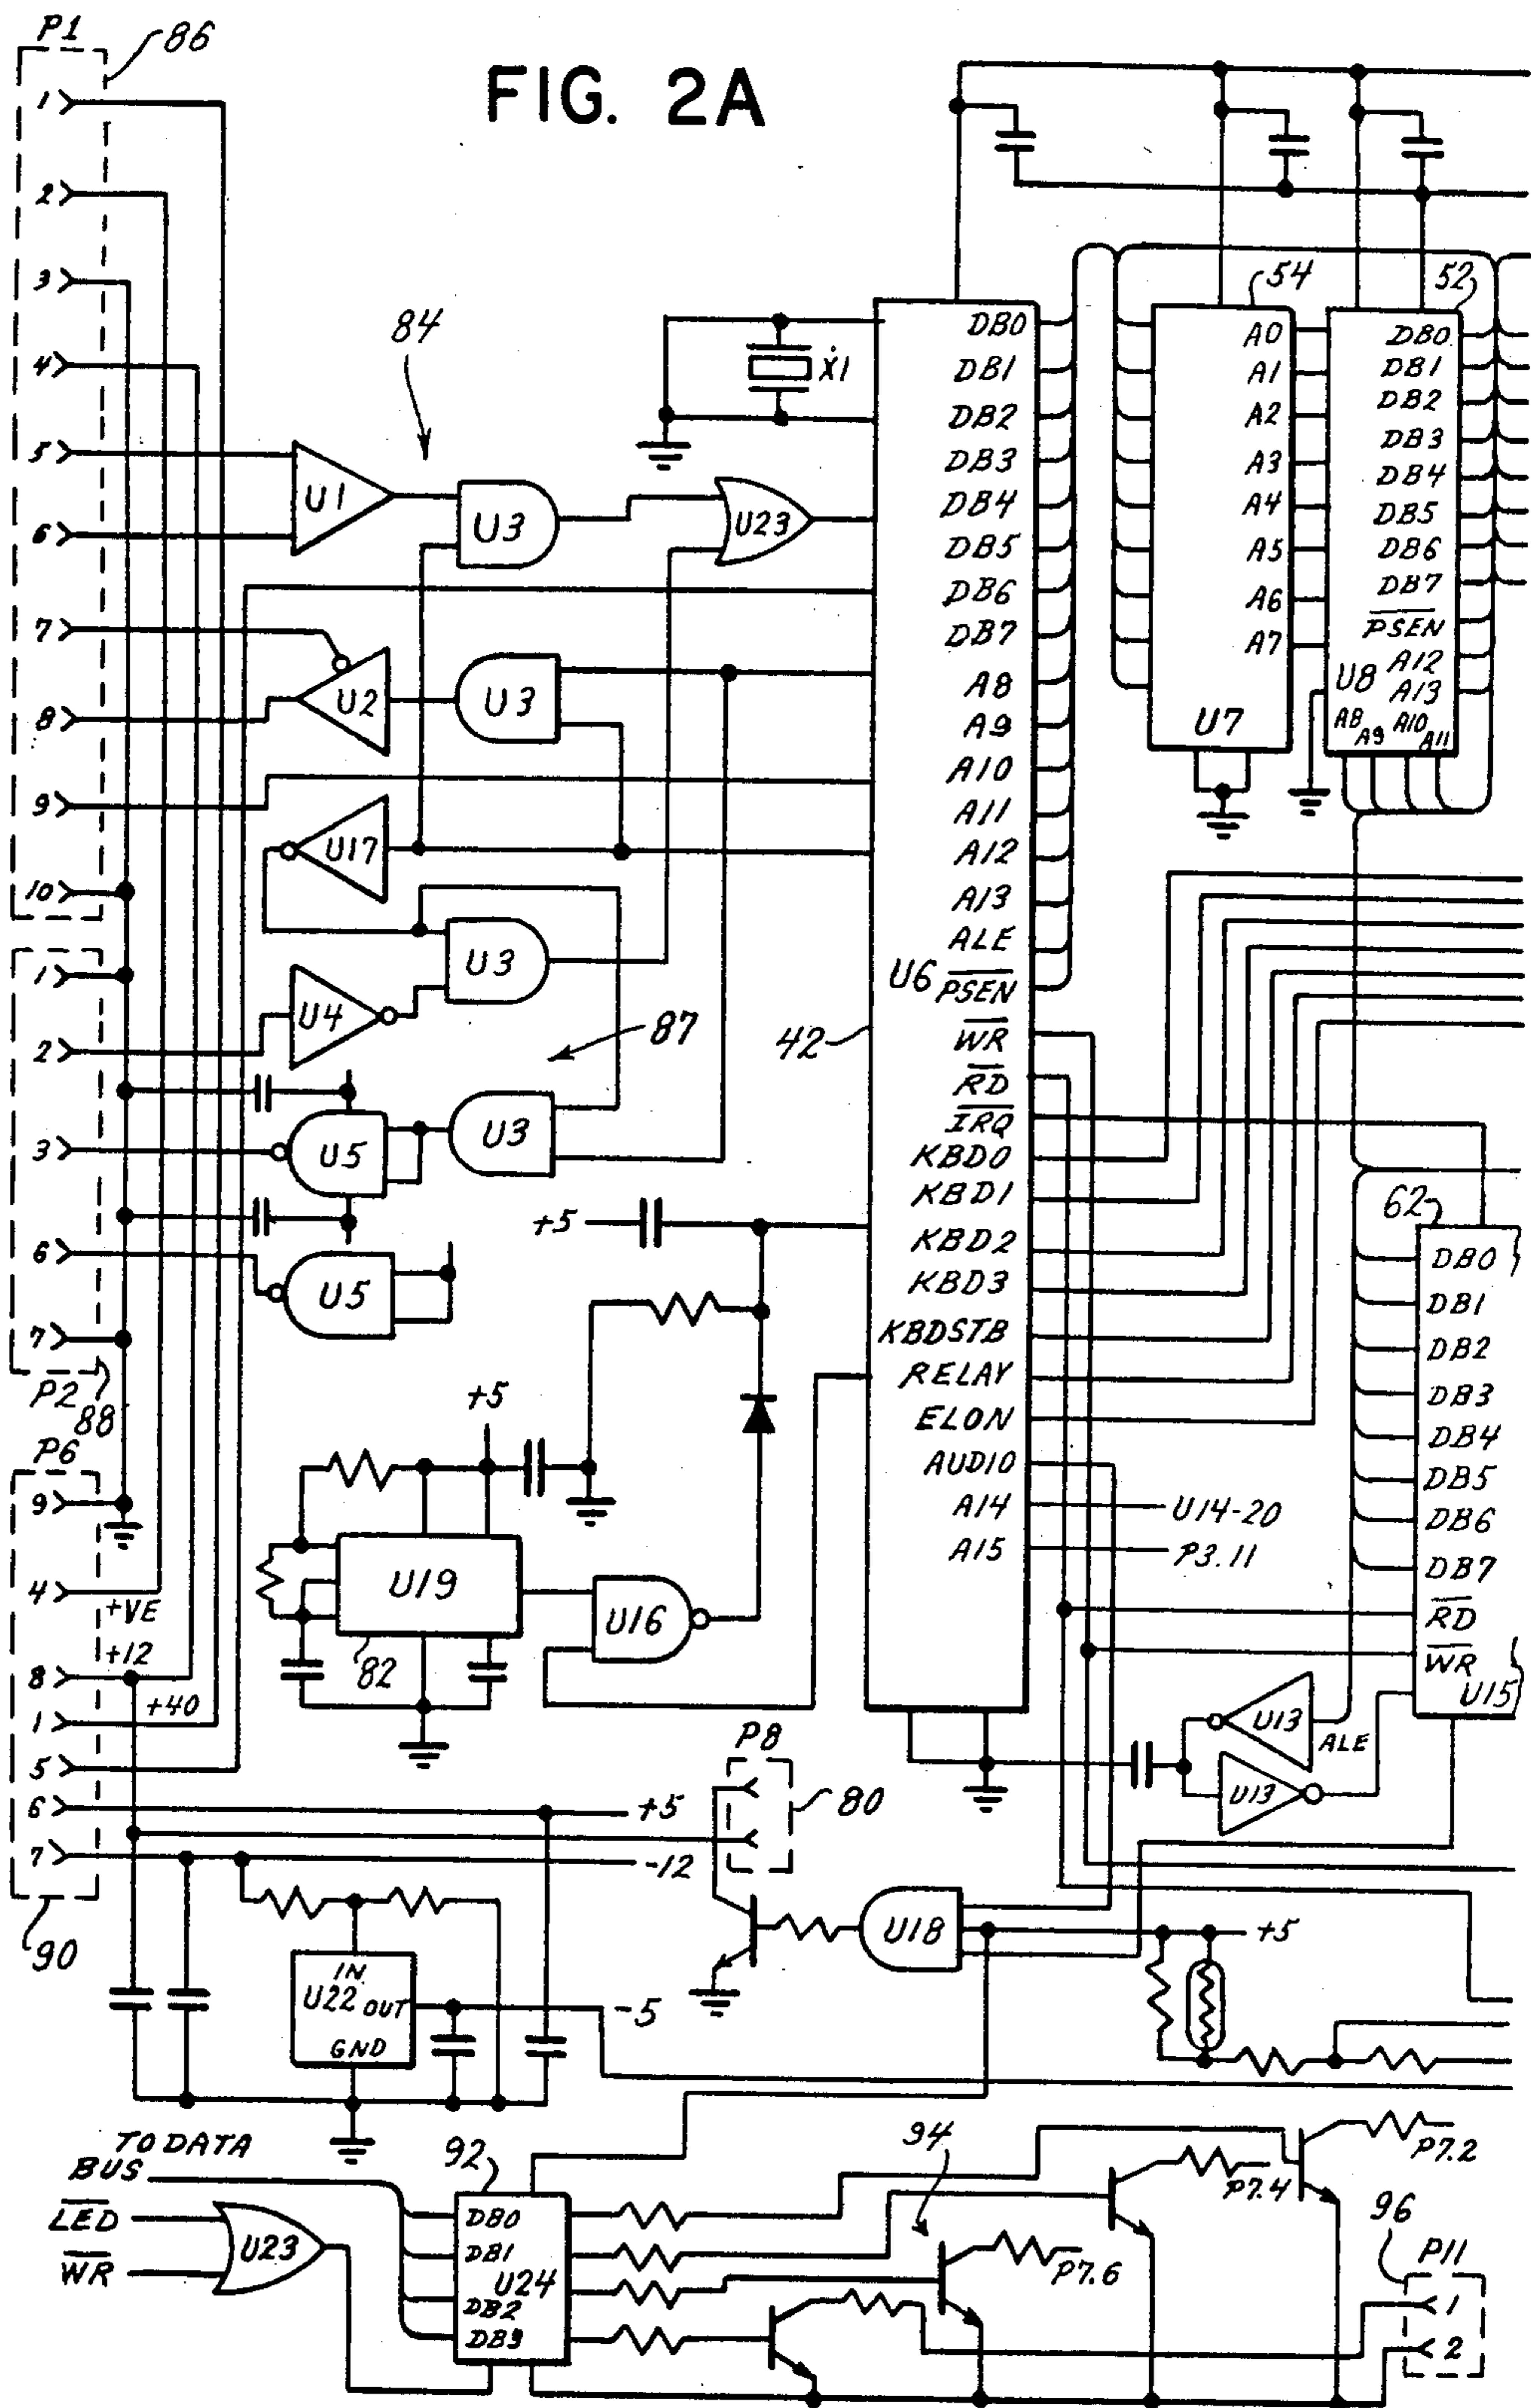 FIG. 2A
P1
86
1
2
3
4
5
6
7
8
9
10
P2
88
1
2
3
6
7
P6
90
9
4
+VE
8
+12
1
+40
5
6
+5
7
-12
84
U1
U3
U23
U2
U3
U17
U3
U4
87
U5
U3
U5
+5
+5
U19
82
U16
X1
42
U6
DB0
DB1
DB2
DB3
DB4
DB5
DB6
DB7
A8
A9
A10
A11
A12
A13
ALE
PSEN
WR
RD
IRQ
KBD0
KBD1
KBD2
KBD3
KBDSTB
RELAY
ELON
AUDIO
A14
U14-20
A15
P3.11
54
A0
A1
A2
A3
A4
A5
A6
A7
U7
52
DB0
DB1
DB2
DB3
DB4
DB5
DB6
DB7
PSEN
A12
U8
A13
A8
A9
A10
A11
62
DB0
DB1
DB2
DB3
DB4
DB5
DB6
DB7
RD
WR
U15
U13
ALE
U13
P8
80
U18
+5
IN
U22
OUT
GND
-5
TO DATA
BUS
LED
WR
U23
92
DB0
DB1
U24
DB2
DB3
94
P7.2
P7.4
P7.6
96
P11
1
2